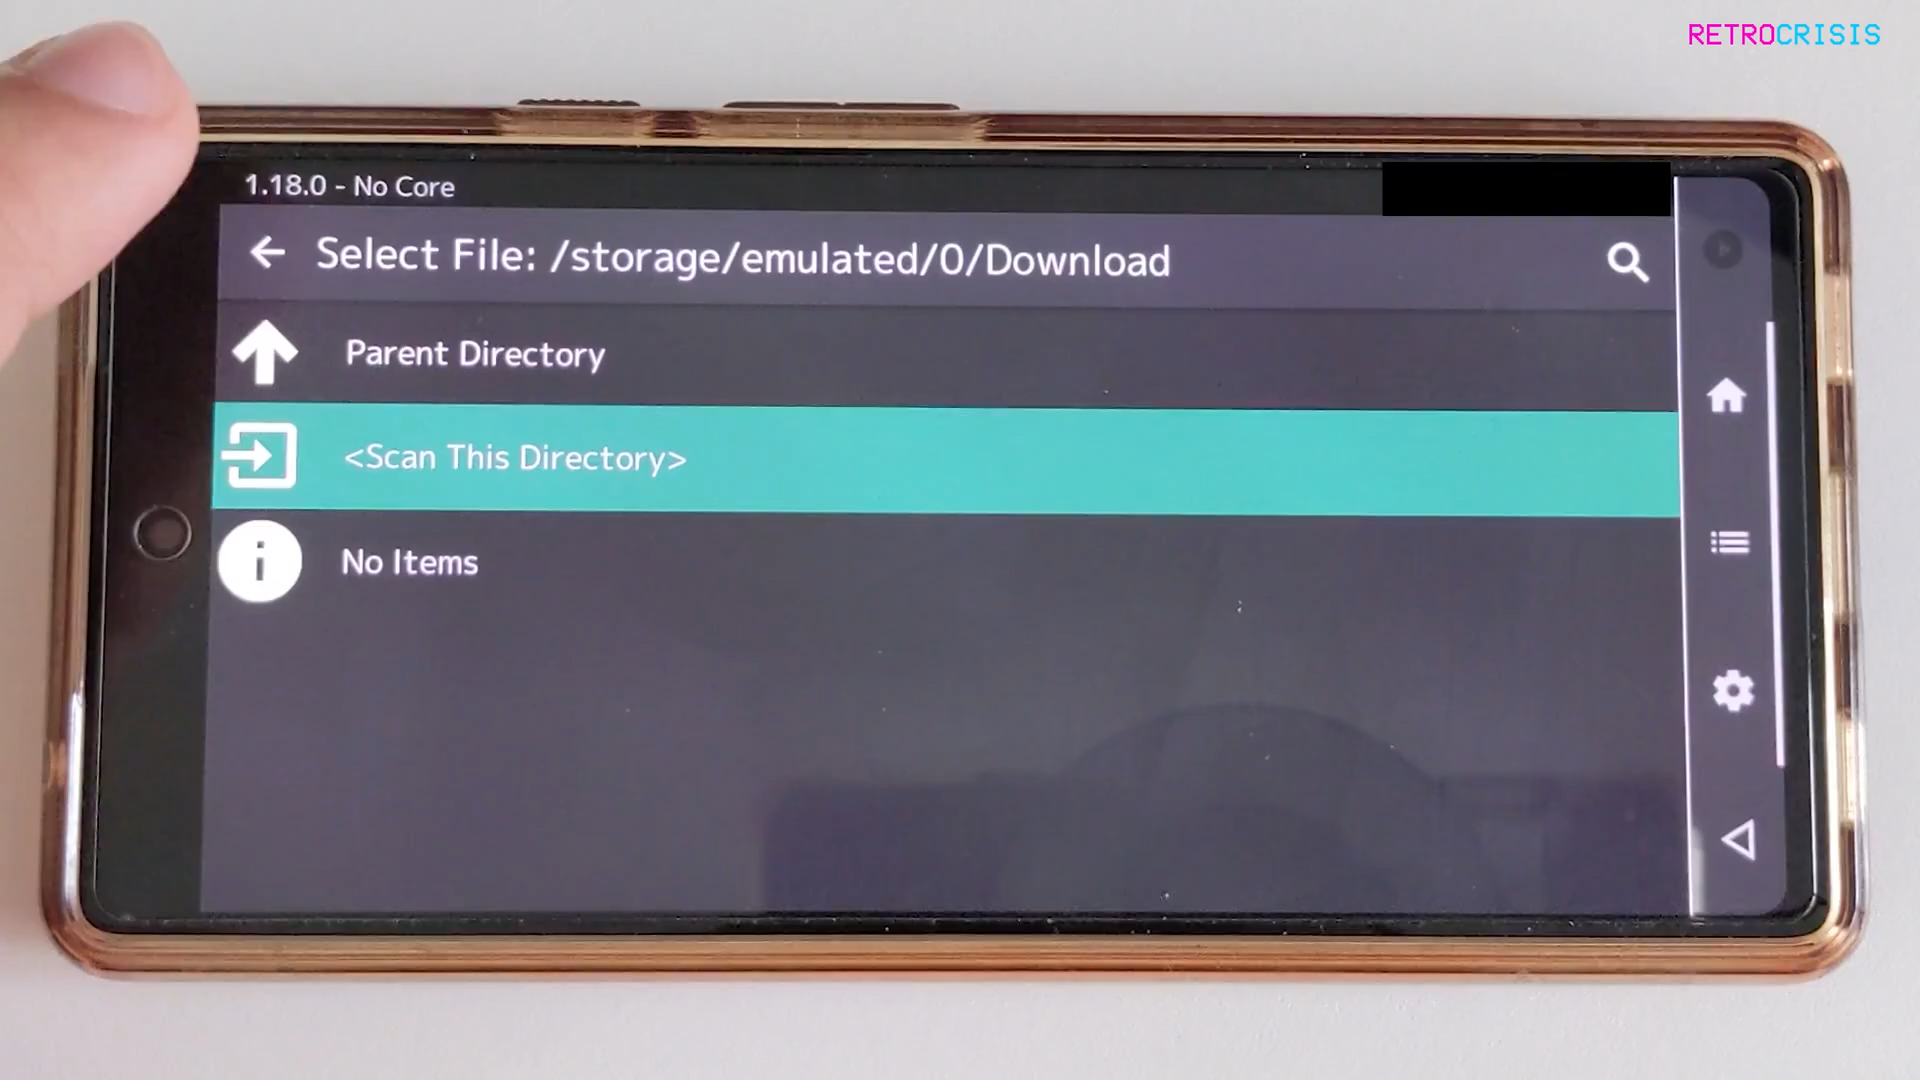 RETROCRISIS
1.18.0 - No Core
Select File: /storage/emulated/0/Download
Parent Directory
<Scan This Directory>
No Items